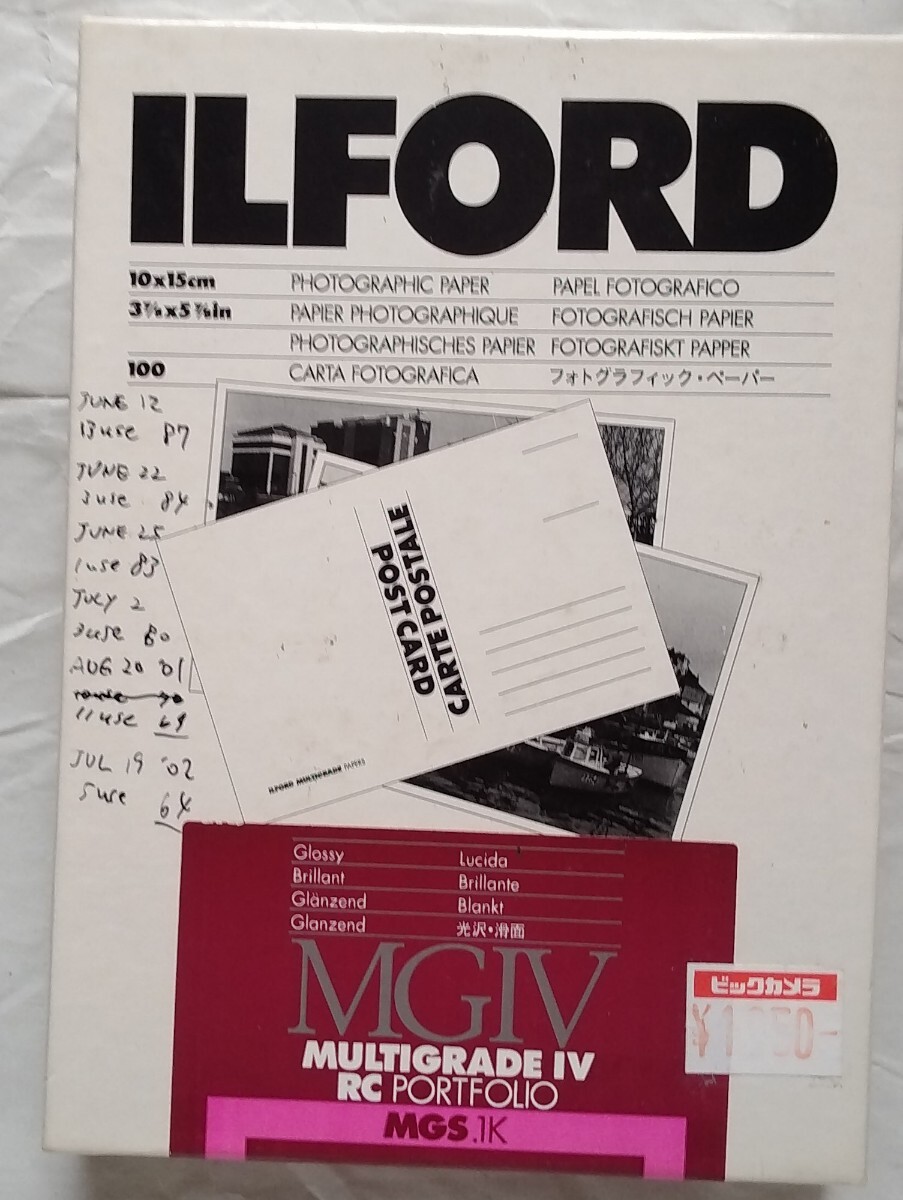 ILFORD
10x15cm PHOTOGRAPHIC PAPER PAPEL FOTOGRAFICO
3⅞x5⅞in PAPIER PHOTOGRAPHIQUE FOTOGRAFISCH PAPIER
PHOTOGRAPHISCHES PAPIER FOTOGRAFISKT PAPPER
100 CARTA FOTOGRAFICA フォトグラフィック・ペーパー
JUNE 12
13use 87
JUNE 22
3use 84
JUNE 25
1use 83
JULY 2
3use 80
AUG 20 '01
11use 69
JUL 19 '02
5use 64
POST CARD
CARTE POSTALE
ILFORD MULTIGRADE PAPERS
Glossy Lucida
Brillant Brillante
Glänzend Blankt
Glanzend 光沢・滑面
MGIV
MULTIGRADE IV
RC PORTFOLIO
MGS.1K
ビックカメラ